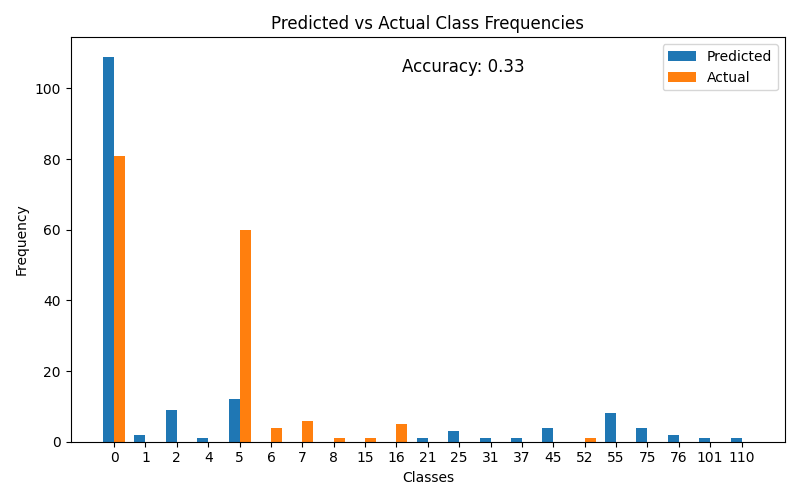 Predicted vs Actual Class Frequencies
Accuracy: 0.33
Predicted
Actual
100
80
60
40
20
0
Frequency
0 1 2 4 5 6 7 8 15 16 21 25 31 37 45 52 55 75 76 101 110
Classes